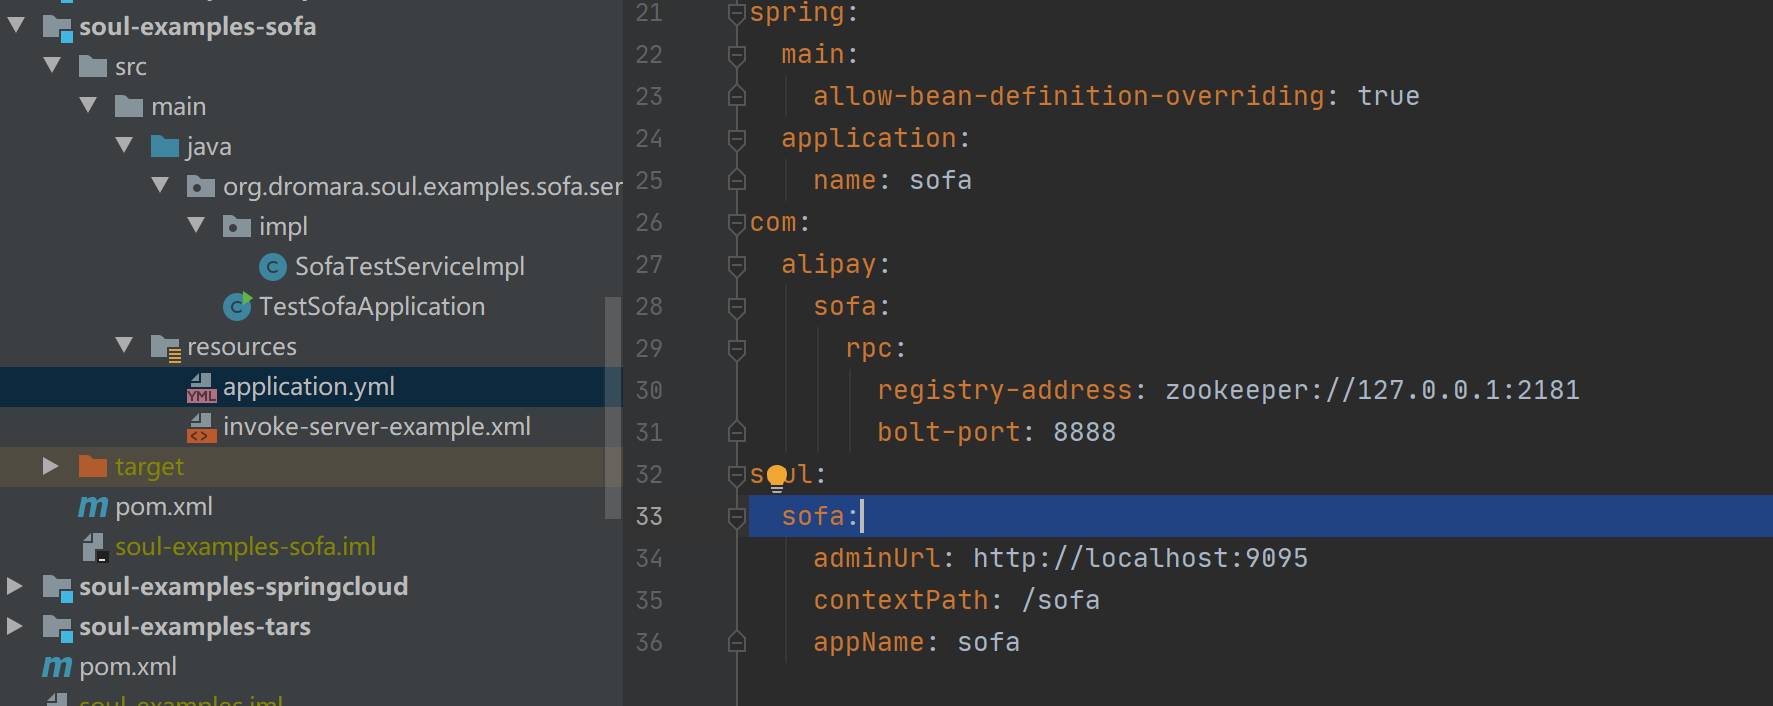 soul-examples-sofa
src
main
java
org.dromara.soul.examples.sofa.ser
impl
SofaTestServiceImpl
TestSofaApplication
resources
application.yml
invoke-server-example.xml
target
pom.xml
soul-examples-sofa.iml
soul-examples-springcloud
soul-examples-tars
pom.xml
soul-examples.iml
21 spring:
22 main:
23 allow-bean-definition-overriding: true
24 application:
25 name: sofa
26 com:
27 alipay:
28 sofa:
29 rpc:
30 registry-address: zookeeper://127.0.0.1:2181
31 bolt-port: 8888
32 soul:
33 sofa:
34 adminUrl: http://localhost:9095
35 contextPath: /sofa
36 appName: sofa